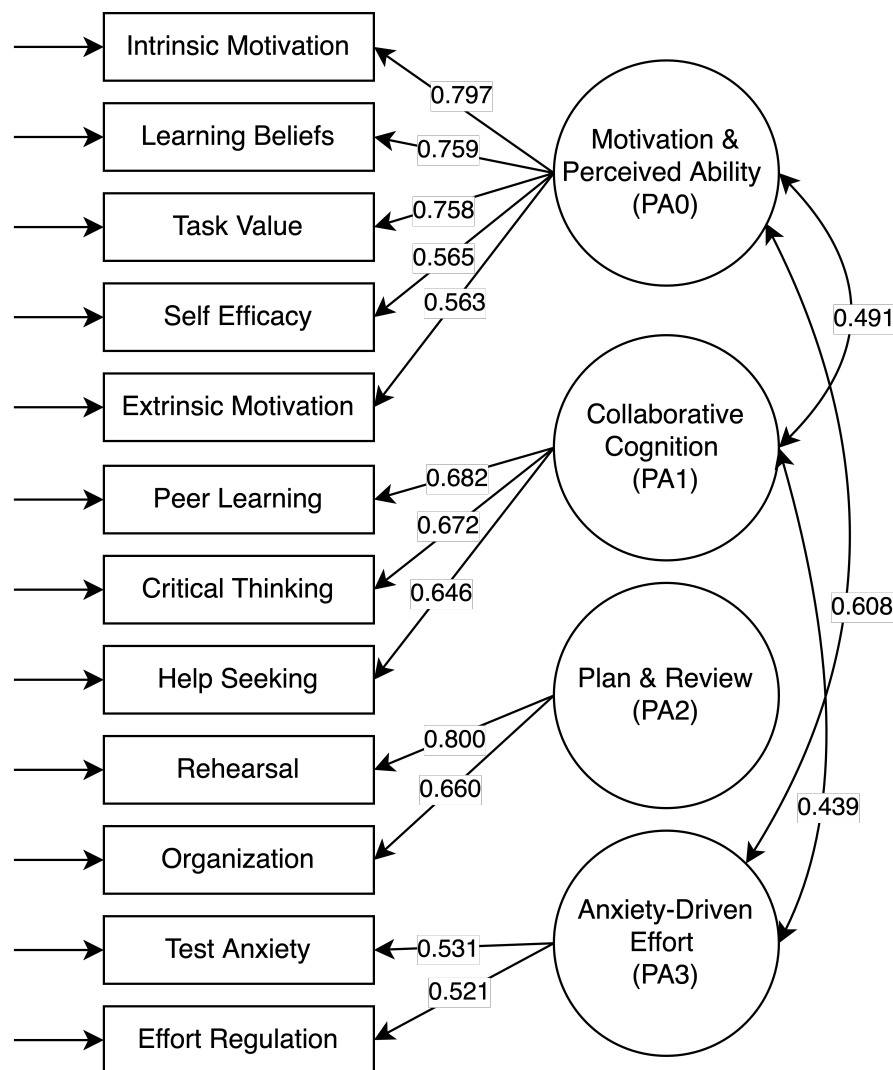 Intrinsic Motivation
Learning Beliefs
Task Value
Self Efficacy
Extrinsic Motivation
Peer Learning
Critical Thinking
Help Seeking
Rehearsal
Organization
Test Anxiety
Effort Regulation
0.797
0.759
0.758
0.565
0.563
0.682
0.672
0.646
0.800
0.660
0.531
0.521
Motivation &
Perceived Ability
(PA0)
Collaborative
Cognition
(PA1)
Plan & Review
(PA2)
Anxiety-Driven
Effort
(PA3)
0.491
0.608
0.439